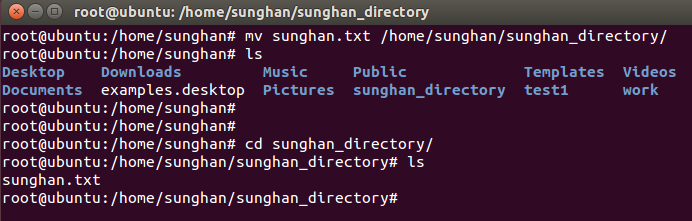 root@ubuntu: /home/sunghan/sunghan_directory
root@ubuntu:/home/sunghan# mv sunghan.txt /home/sunghan/sunghan_directory/
root@ubuntu:/home/sunghan# ls
Desktop    Downloads         Music     Public             Templates  Videos
Documents  examples.desktop  Pictures  sunghan_directory  test1      work
root@ubuntu:/home/sunghan#
root@ubuntu:/home/sunghan#
root@ubuntu:/home/sunghan# cd sunghan_directory/
root@ubuntu:/home/sunghan/sunghan_directory# ls
sunghan.txt
root@ubuntu:/home/sunghan/sunghan_directory#